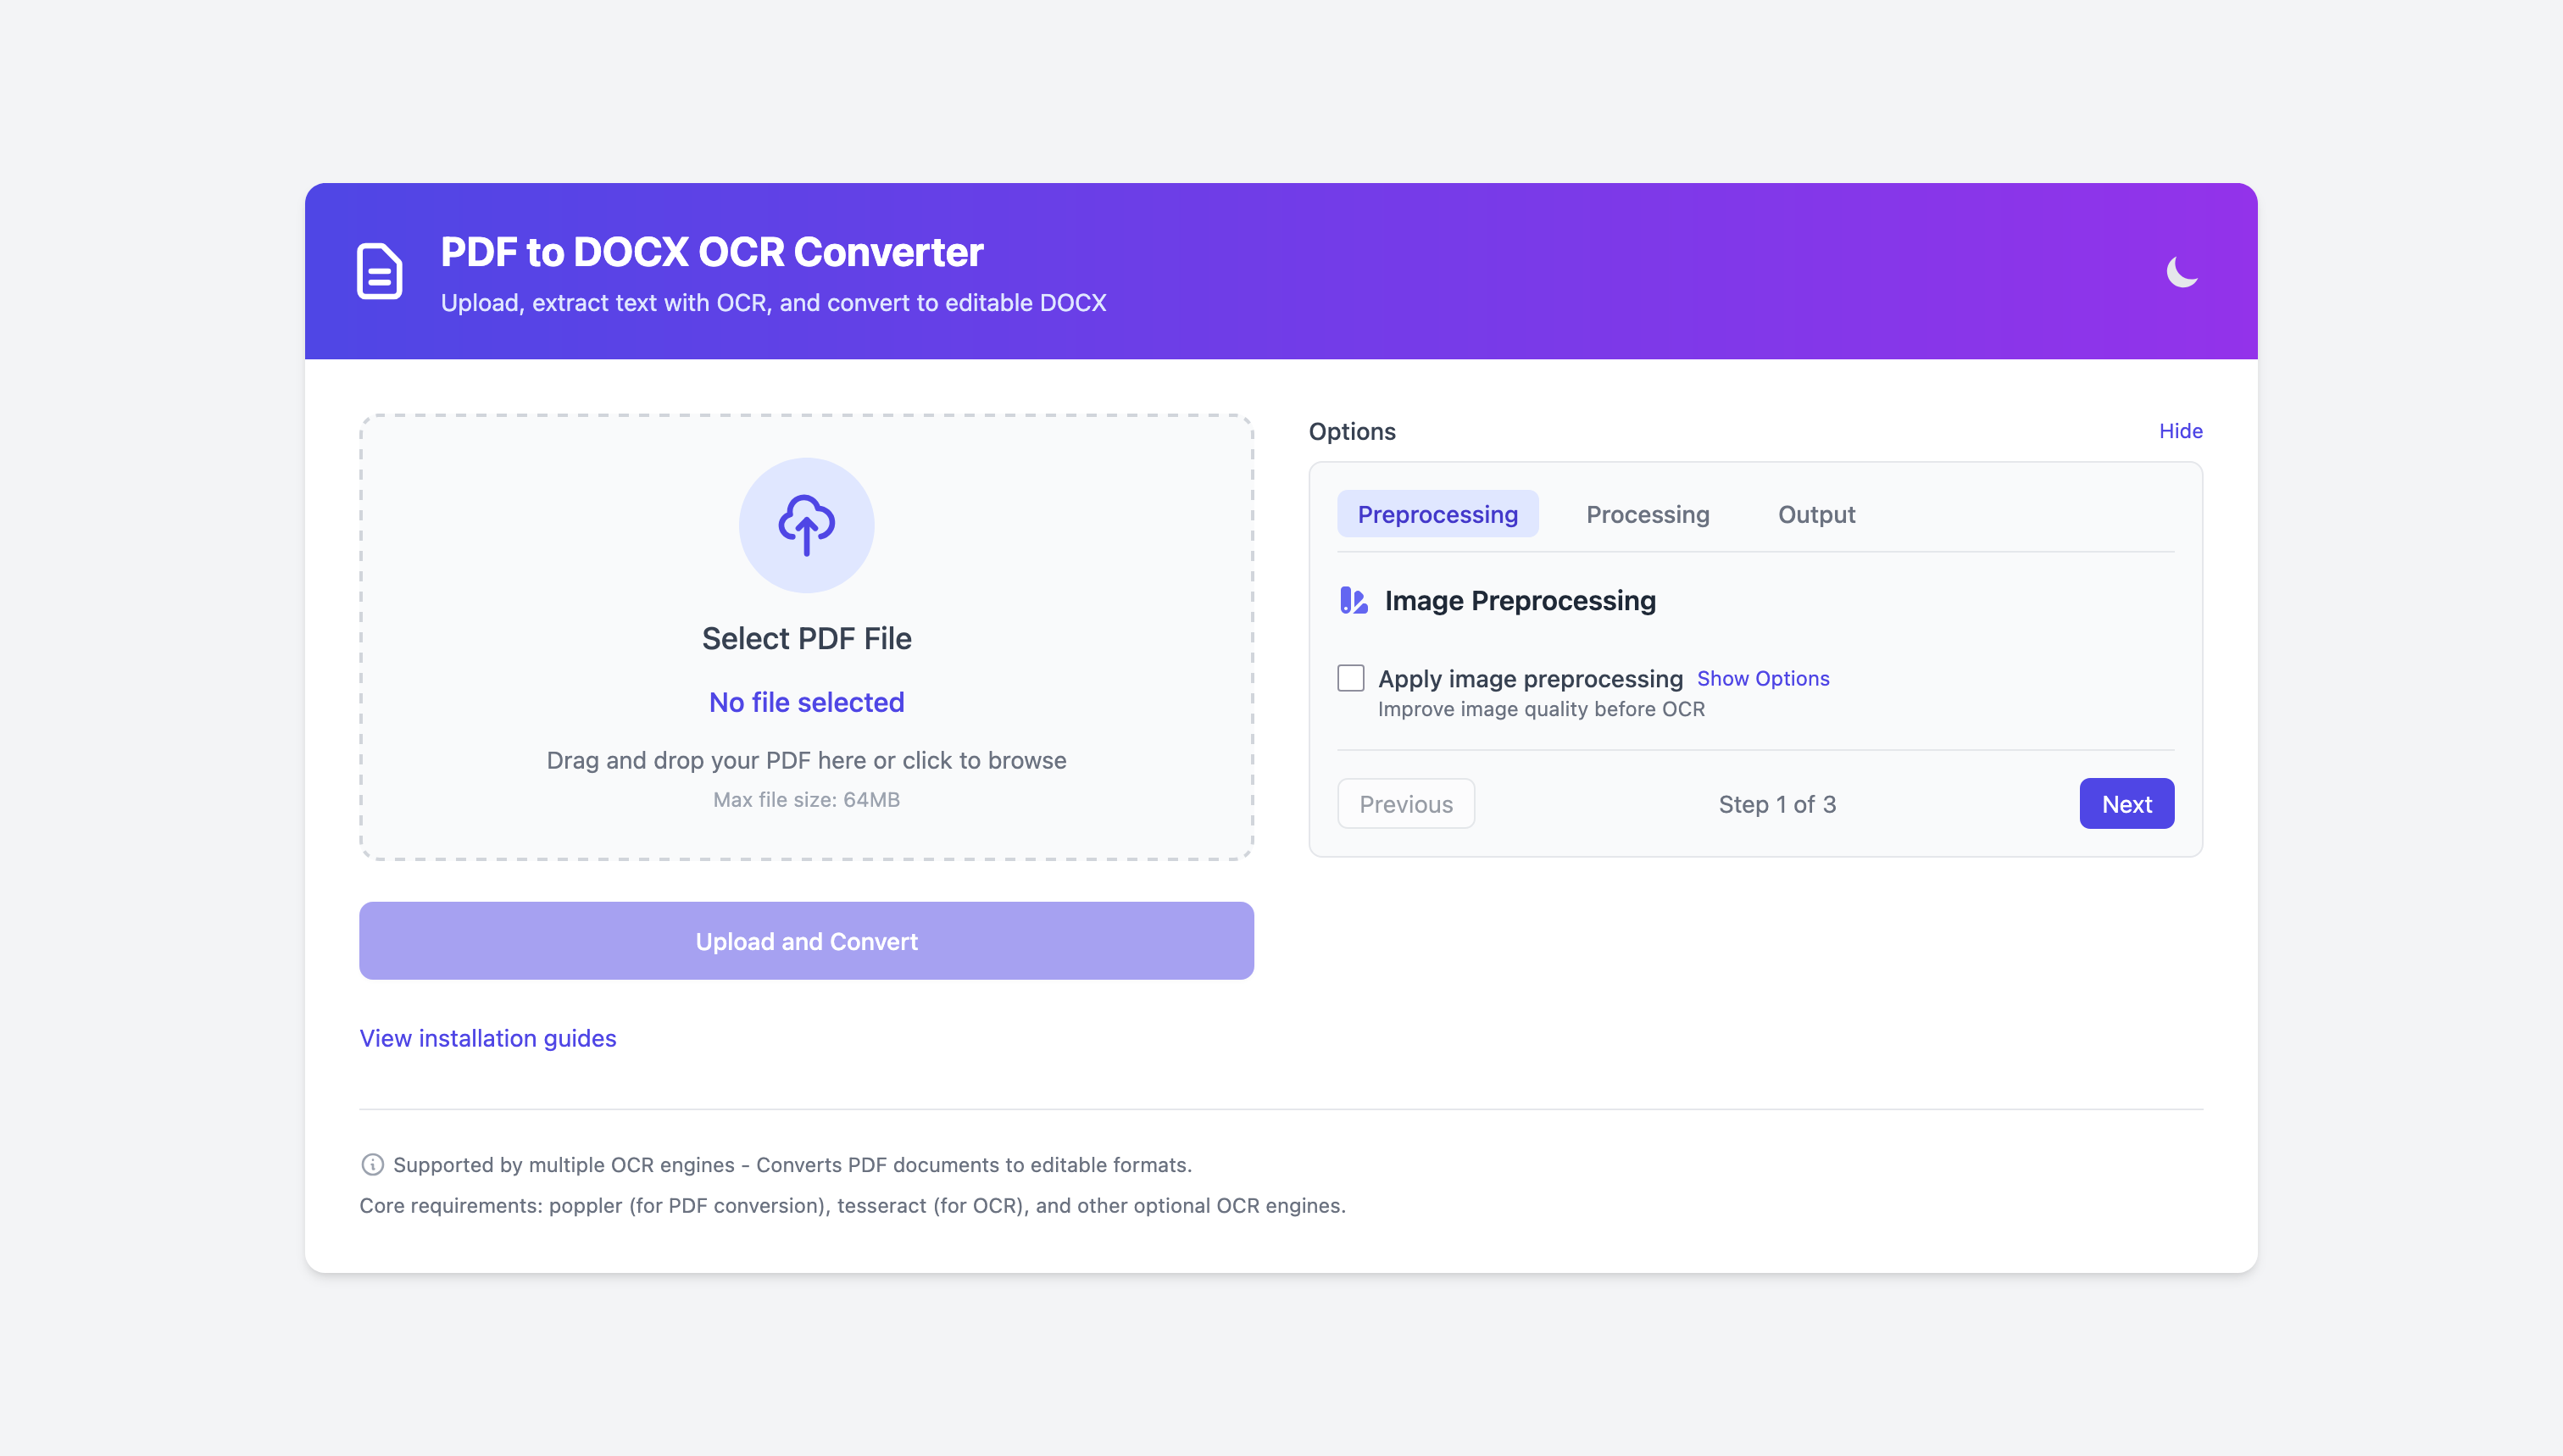 PDF to DOCX OCR Converter
Upload, extract text with OCR, and convert to editable DOCX
Select PDF File
No file selected
Drag and drop your PDF here or click to browse
Max file size: 64MB
Upload and Convert
View installation guides
Options
Hide
Preprocessing
Processing
Output
Image Preprocessing
Apply image preprocessing
Show Options
Improve image quality before OCR
Previous
Step 1 of 3
Next
Supported by multiple OCR engines - Converts PDF documents to editable formats.
Core requirements: poppler (for PDF conversion), tesseract (for OCR), and other optional OCR engines.